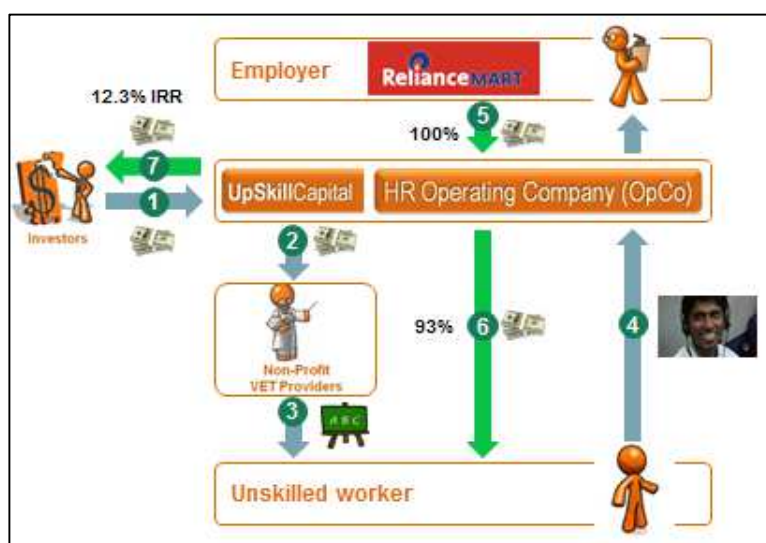 Employer
Reliance MART
12.3% IRR
5
100%
7
1
UpSkillCapital
HR Operating Company (OpCo)
Investors
2
Non-Profit
VET Providers
93%
6
4
3
A B C
Unskilled worker